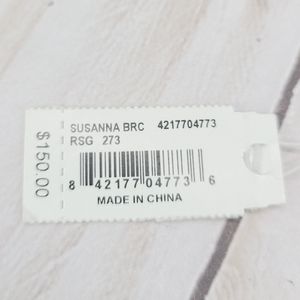 SUSANNA BRC 4217704773
RSG 273
$150.00
8 42177 04773 6
MADE IN CHINA